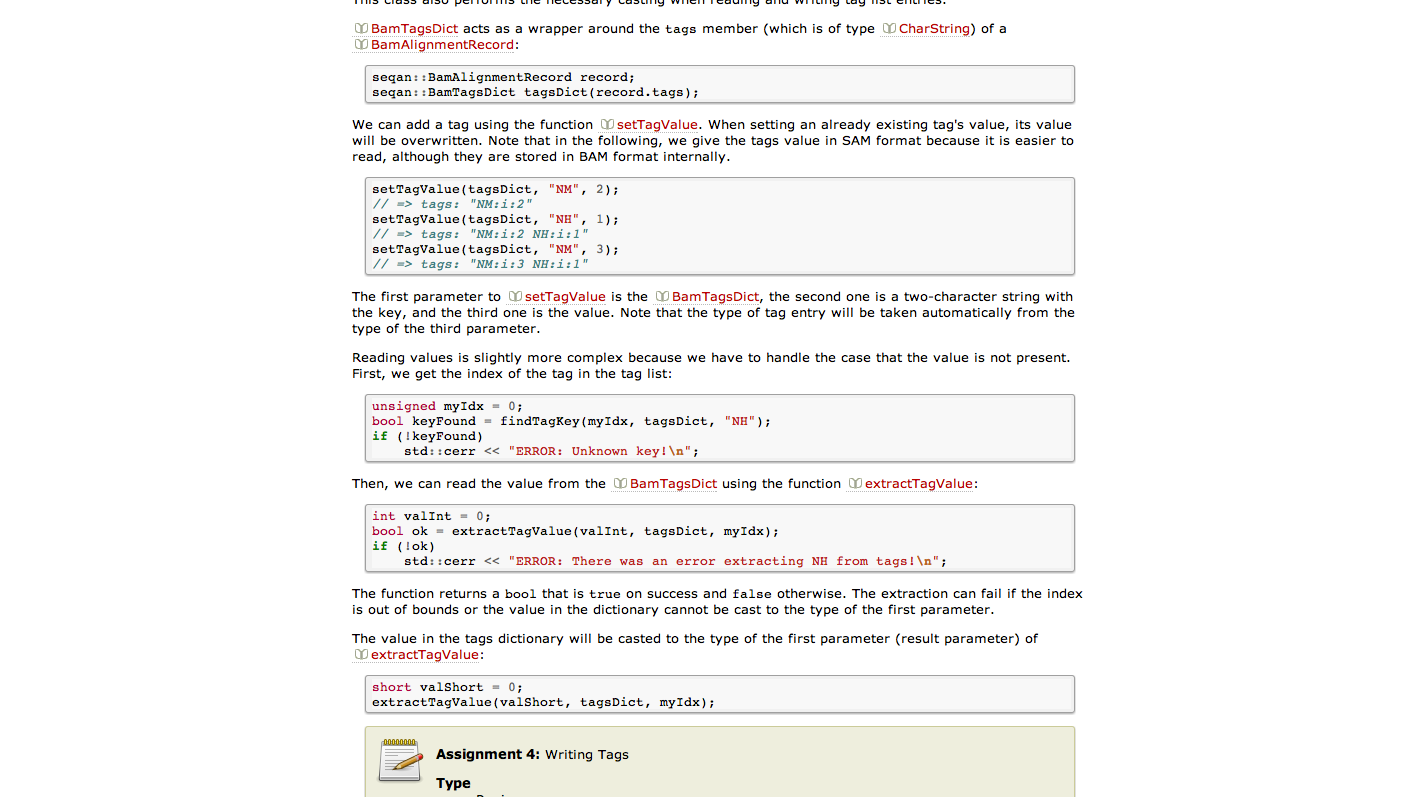 This class also performs the necessary casting when reading and writing tag list entries.
BamTagsDict acts as a wrapper around the tags member (which is of type CharString) of a
BamAlignmentRecord:
seqan::BamAlignmentRecord record;
seqan::BamTagsDict tagsDict(record.tags);
We can add a tag using the function setTagValue. When setting an already existing tag's value, its value
will be overwritten. Note that in the following, we give the tags value in SAM format because it is easier to
read, although they are stored in BAM format internally.
setTagValue(tagsDict, "NM", 2);
// => tags: "NM:i:2"
setTagValue(tagsDict, "NH", 1);
// => tags: "NM:i:2 NH:i:1"
setTagValue(tagsDict, "NM", 3);
// => tags: "NM:i:3 NH:i:1"
The first parameter to setTagValue is the BamTagsDict, the second one is a two-character string with
the key, and the third one is the value. Note that the type of tag entry will be taken automatically from the
type of the third parameter.
Reading values is slightly more complex because we have to handle the case that the value is not present.
First, we get the index of the tag in the tag list:
unsigned myIdx = 0;
bool keyFound = findTagKey(myIdx, tagsDict, "NH");
if (!keyFound)
    std::cerr << "ERROR: Unknown key!\n";
Then, we can read the value from the BamTagsDict using the function extractTagValue:
int valInt = 0;
bool ok = extractTagValue(valInt, tagsDict, myIdx);
if (!ok)
    std::cerr << "ERROR: There was an error extracting NH from tags!\n";
The function returns a bool that is true on success and false otherwise. The extraction can fail if the index
is out of bounds or the value in the dictionary cannot be cast to the type of the first parameter.
The value in the tags dictionary will be casted to the type of the first parameter (result parameter) of
extractTagValue:
short valShort = 0;
extractTagValue(valShort, tagsDict, myIdx);
Assignment 4: Writing Tags
Type